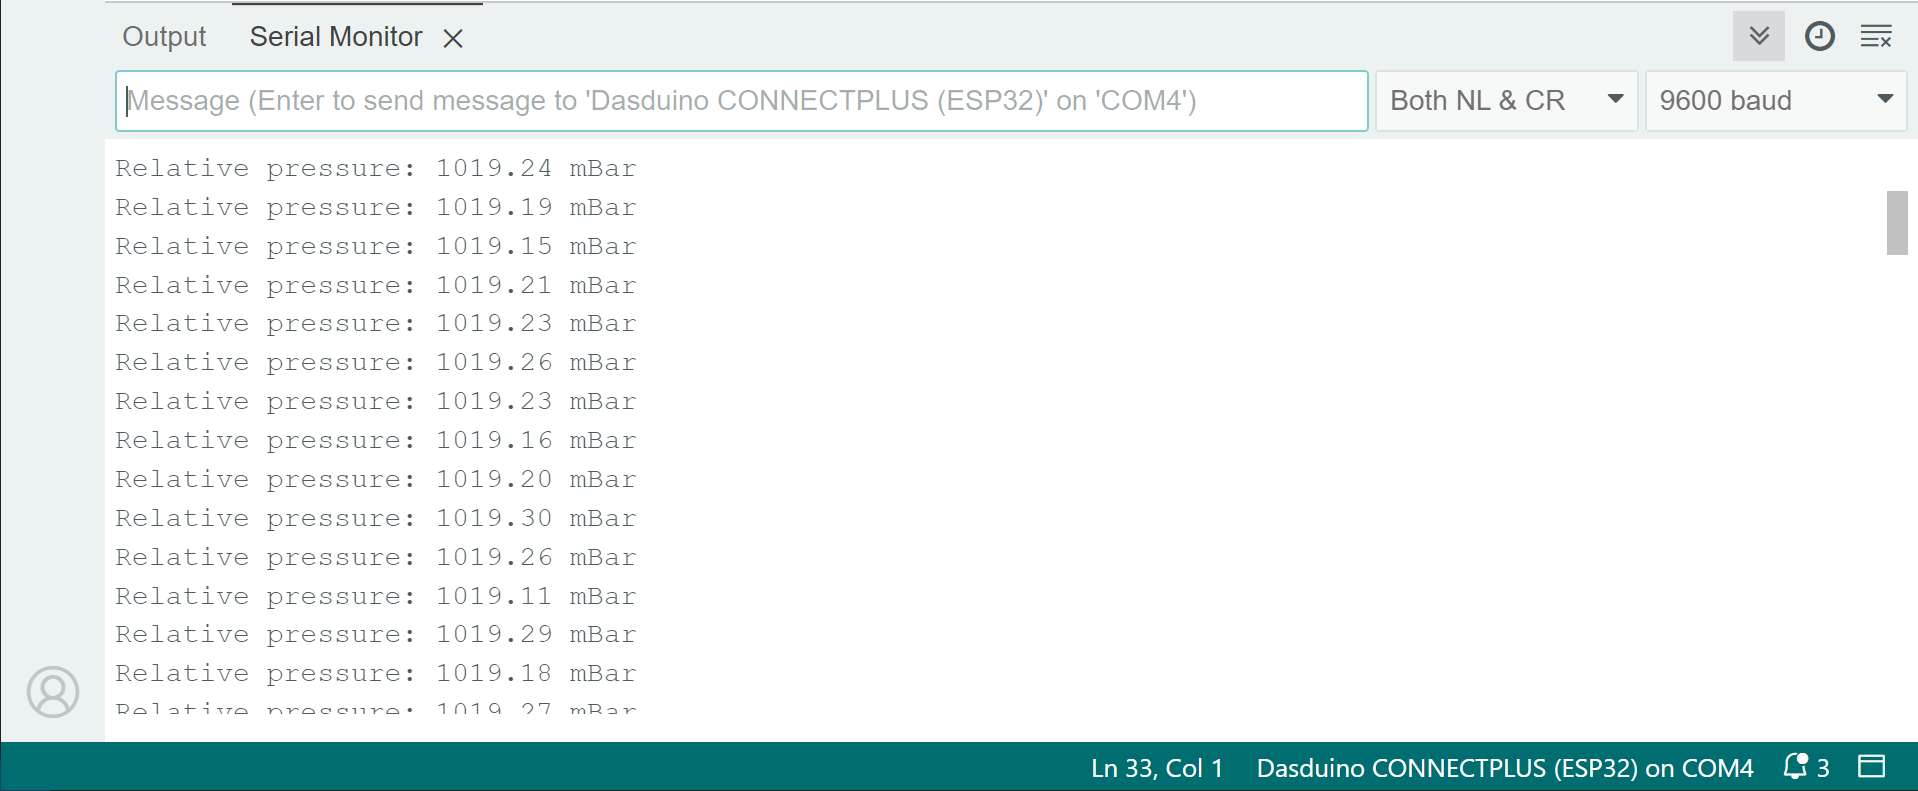 Output
Serial Monitor
Message (Enter to send message to 'Dasduino CONNECTPLUS (ESP32)' on 'COM4')
Both NL & CR
9600 baud
Relative pressure: 1019.24 mBar
Relative pressure: 1019.19 mBar
Relative pressure: 1019.15 mBar
Relative pressure: 1019.21 mBar
Relative pressure: 1019.23 mBar
Relative pressure: 1019.26 mBar
Relative pressure: 1019.23 mBar
Relative pressure: 1019.16 mBar
Relative pressure: 1019.20 mBar
Relative pressure: 1019.30 mBar
Relative pressure: 1019.26 mBar
Relative pressure: 1019.11 mBar
Relative pressure: 1019.29 mBar
Relative pressure: 1019.18 mBar
Relative pressure: 1019.27 mBar
Ln 33, Col 1
Dasduino CONNECTPLUS (ESP32) on COM4
3